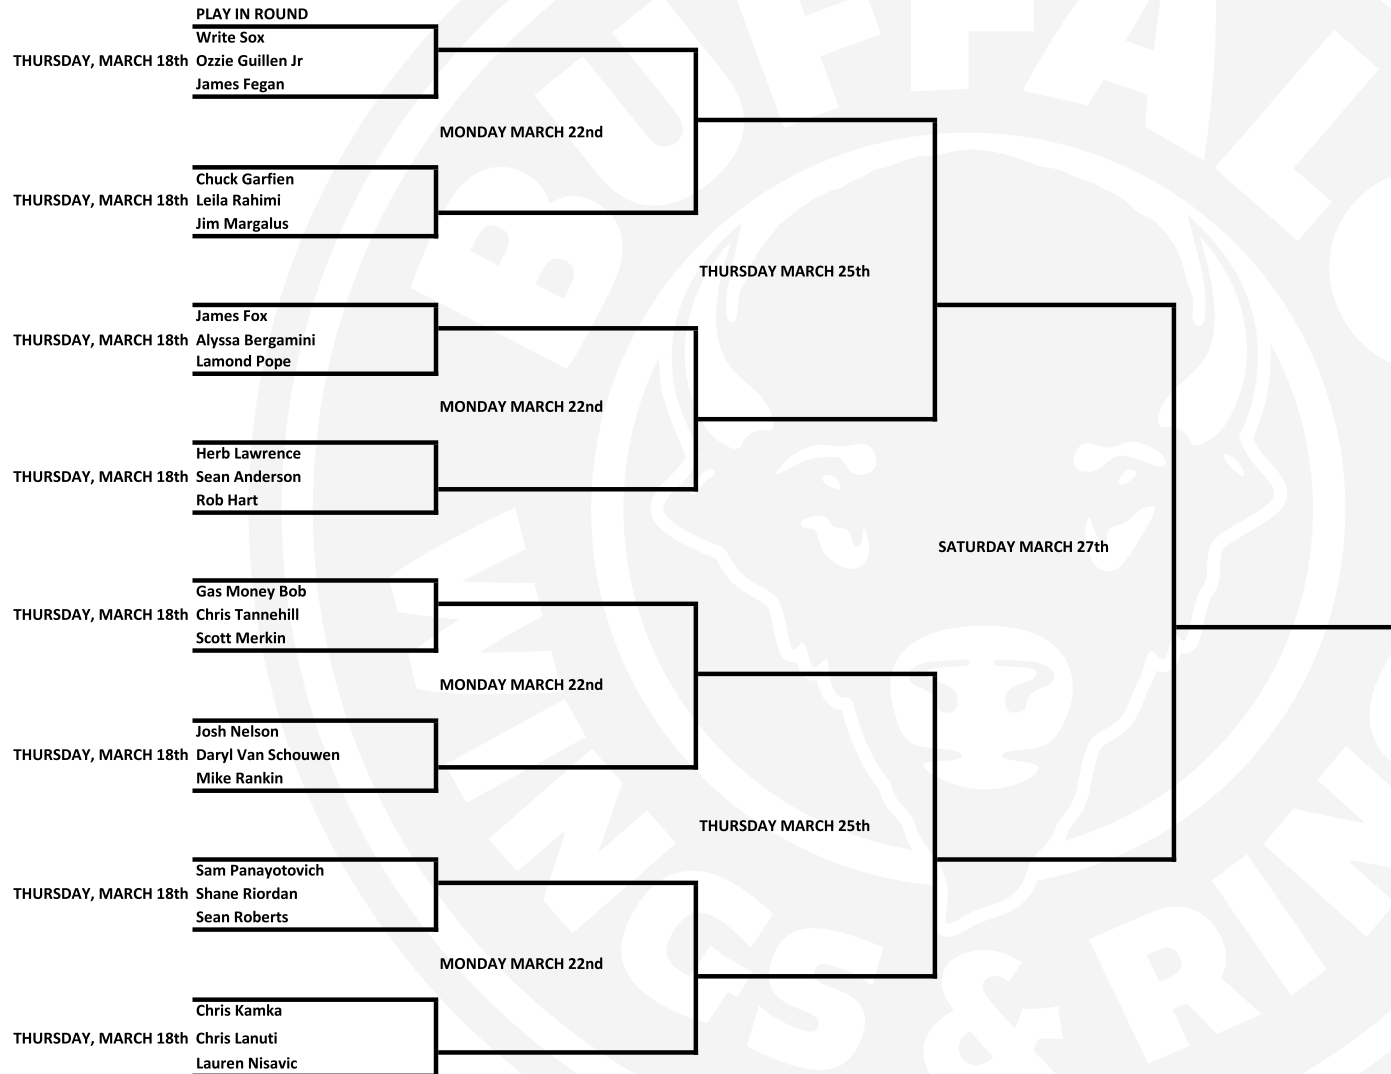 PLAY IN ROUND
Write Sox
THURSDAY, MARCH 18th Ozzie Guillen Jr
James Fegan
MONDAY MARCH 22nd
Chuck Garfien
THURSDAY, MARCH 18th Leila Rahimi
Jim Margalus
THURSDAY MARCH 25th
James Fox
THURSDAY, MARCH 18th Alyssa Bergamini
Lamond Pope
MONDAY MARCH 22nd
Herb Lawrence
THURSDAY, MARCH 18th Sean Anderson
Rob Hart
SATURDAY MARCH 27th
Gas Money Bob
THURSDAY, MARCH 18th Chris Tannehill
Scott Merkin
MONDAY MARCH 22nd
Josh Nelson
THURSDAY, MARCH 18th Daryl Van Schouwen
Mike Rankin
THURSDAY MARCH 25th
Sam Panayotovich
THURSDAY, MARCH 18th Shane Riordan
Sean Roberts
MONDAY MARCH 22nd
Chris Kamka
THURSDAY, MARCH 18th Chris Lanuti
Lauren Nisavic
BUFFALO
WINGS & RING